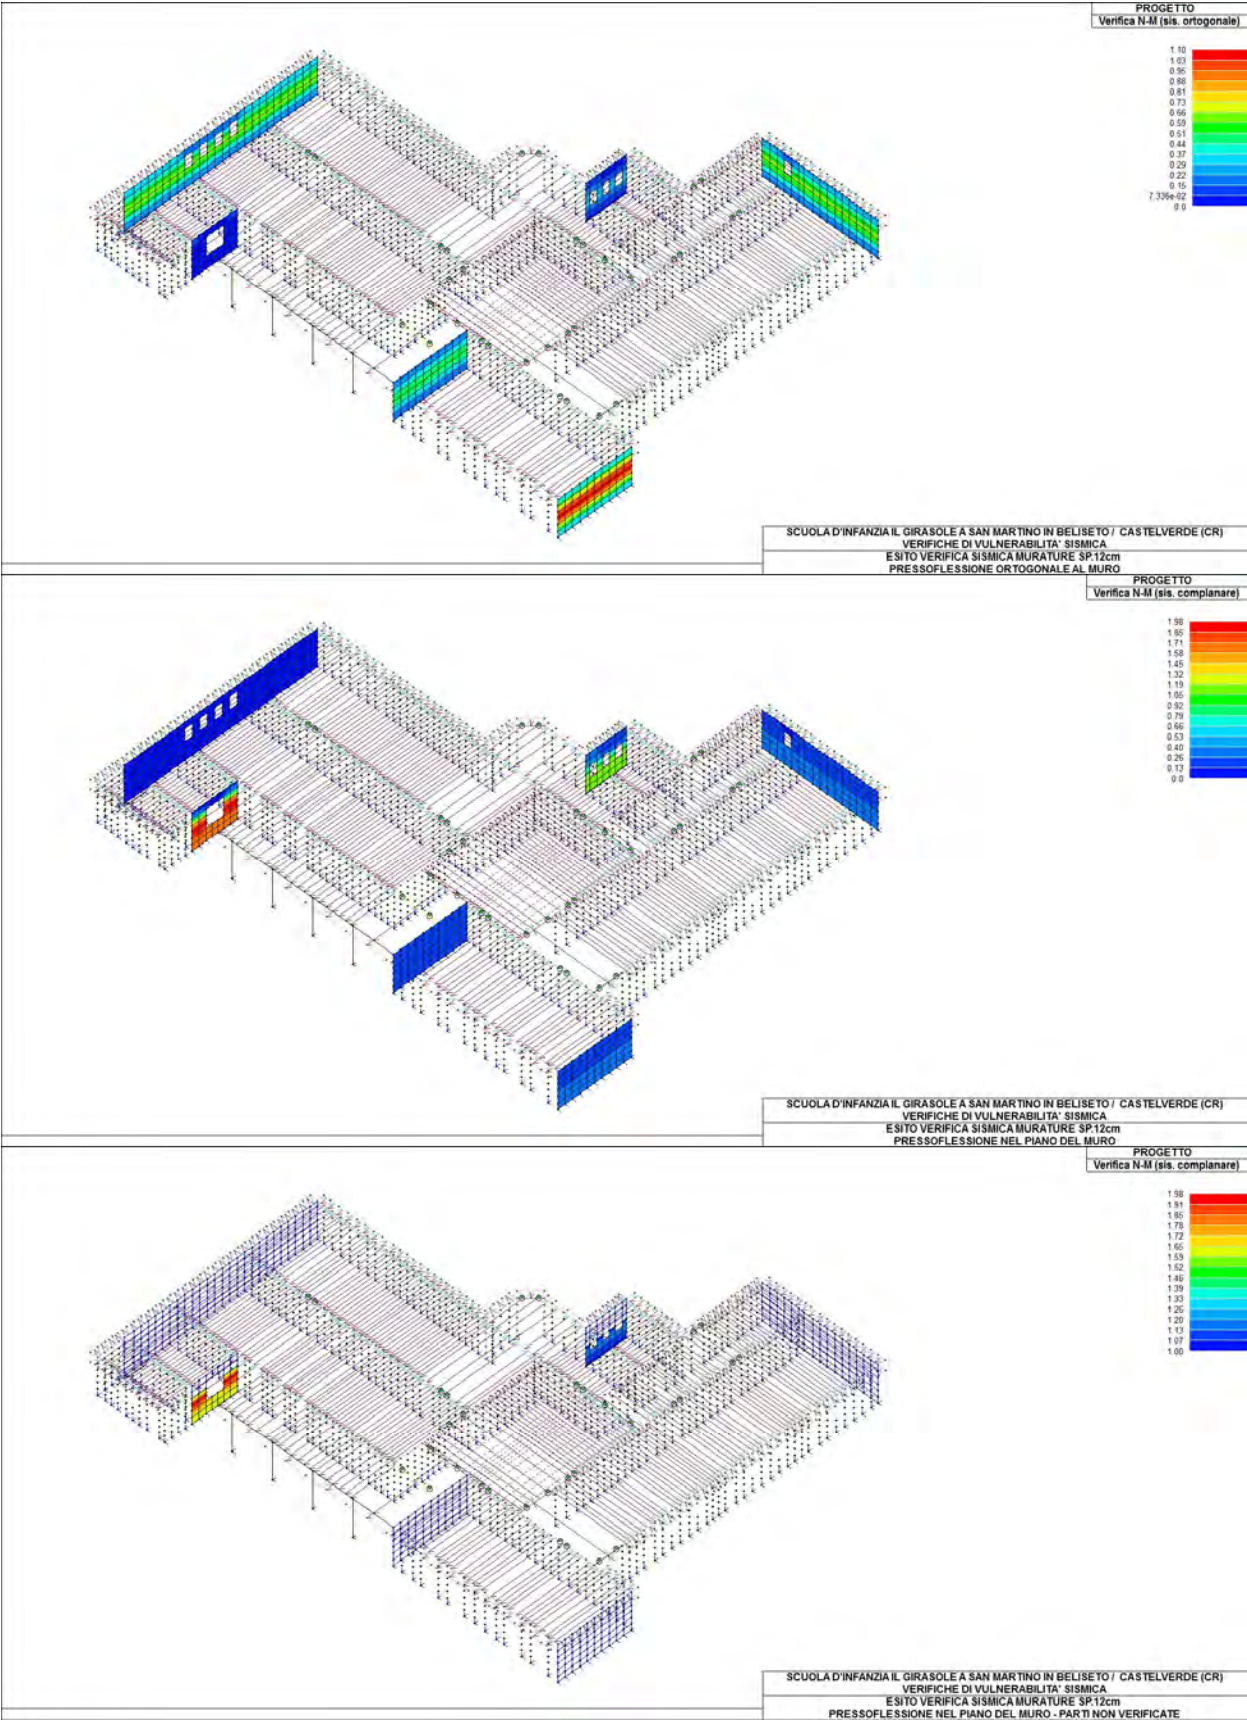 PROGETTO
Verifica N-M (sis. ortogonale)
1.10
1.03
0.95
0.88
0.81
0.73
0.66
0.59
0.51
0.44
0.37
0.29
0.22
0.15
7.336e-02
0.0
SCUOLA D'INFANZIA IL GIRASOLE A SAN MARTINO IN BELISETO / CASTELVERDE (CR)
VERIFICHE DI VULNERABILITA' SISMICA
ESITO VERIFICA SISMICA MURATURE SP.12cm
PRESSOFLESSIONE ORTOGONALE AL MURO
PROGETTO
Verifica N-M (sis. complanare)
1.98
1.85
1.71
1.58
1.45
1.32
1.19
1.05
0.92
0.79
0.66
0.53
0.40
0.26
0.13
0.0
SCUOLA D'INFANZIA IL GIRASOLE A SAN MARTINO IN BELISETO / CASTELVERDE (CR)
VERIFICHE DI VULNERABILITA' SISMICA
ESITO VERIFICA SISMICA MURATURE SP.12cm
PRESSOFLESSIONE NEL PIANO DEL MURO
PROGETTO
Verifica N-M (sis. complanare)
1.98
1.91
1.85
1.78
1.72
1.65
1.59
1.52
1.46
1.39
1.33
1.26
1.20
1.13
1.07
1.00
SCUOLA D'INFANZIA IL GIRASOLE A SAN MARTINO IN BELISETO / CASTELVERDE (CR)
VERIFICHE DI VULNERABILITA' SISMICA
ESITO VERIFICA SISMICA MURATURE SP.12cm
PRESSOFLESSIONE NEL PIANO DEL MURO - PARTI NON VERIFICATE